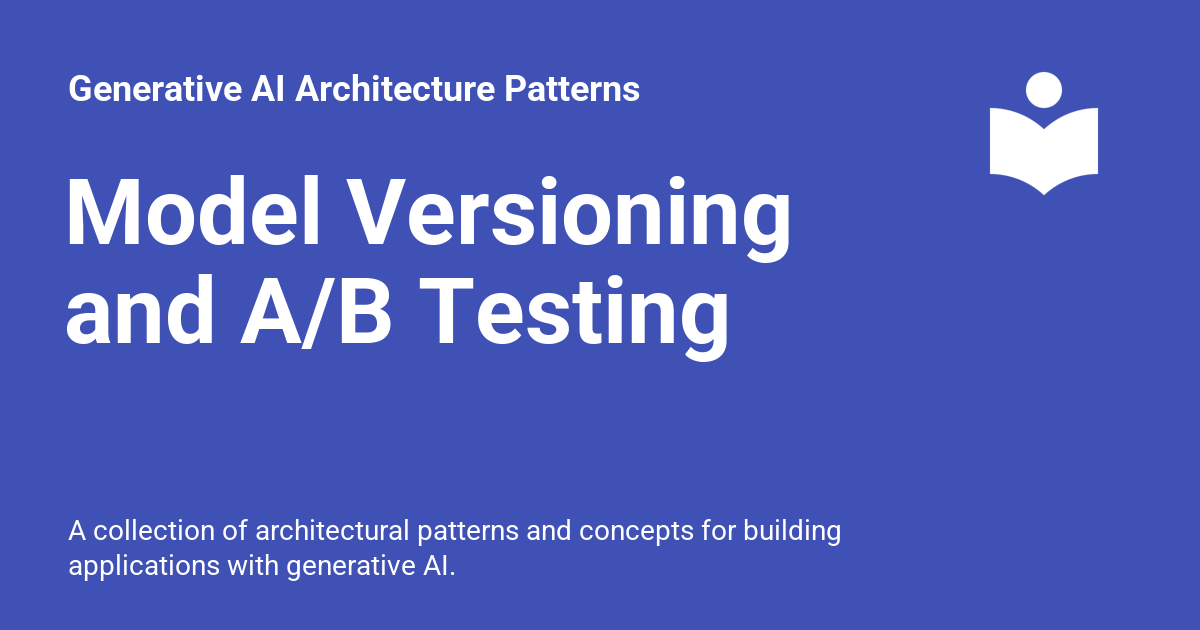 Generative AI Architecture Patterns
Model Versioning
and A/B Testing
A collection of architectural patterns and concepts for building
applications with generative AI.